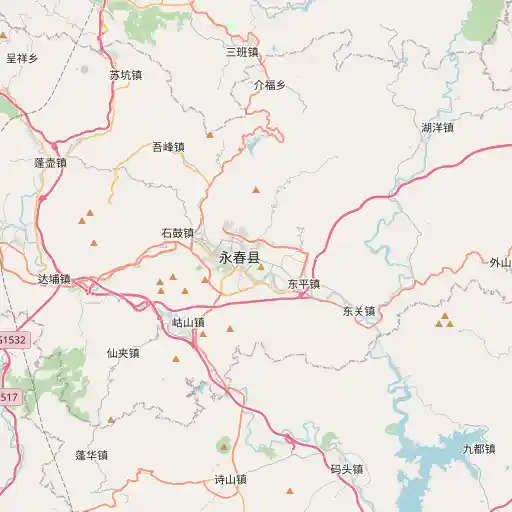 三班镇
呈祥乡
苏坑镇
介福乡
湖洋镇
吾峰镇
蓬壶镇
石鼓镇
永春县
外山
达埔镇
东平镇
东关镇
岵山镇
G1532
仙夹镇
517
九都镇
蓬华镇
码头镇
诗山镇